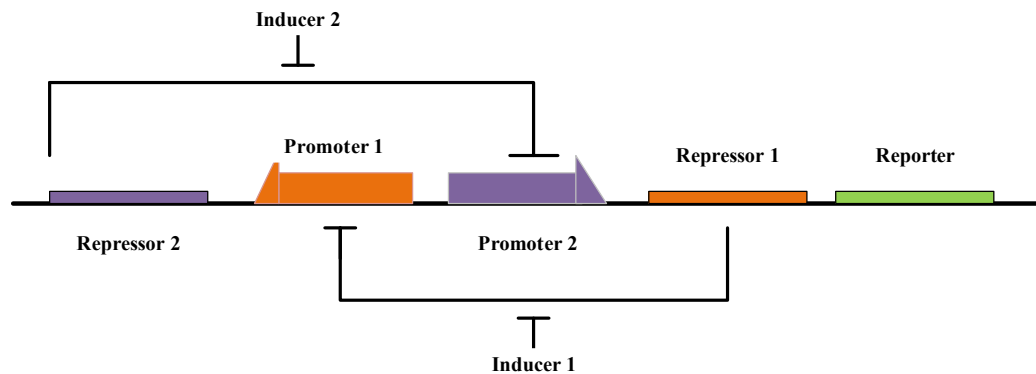 Inducer 2
Promoter 1
Repressor 1
Reporter
Repressor 2
Promoter 2
Inducer 1